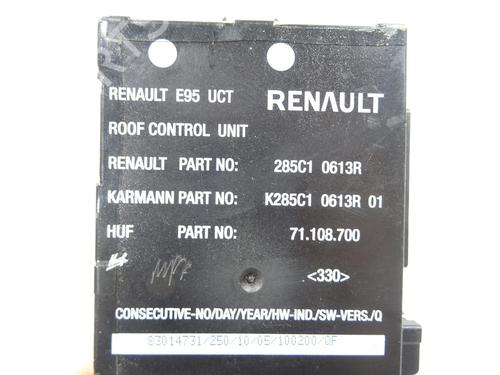 RENAULT E95 UCT RENAULT
ROOF CONTROL UNIT
RENAULT PART NO: 285C1 0613R
KARMANN PART NO: K285C1 0613R 01
HUF PART NO: 71.108.700
<330>
CONSECUTIVE-NO/DAY/YEAR/HW-IND./SW-VERS./Q
83014731/250/10/05/100200/QF